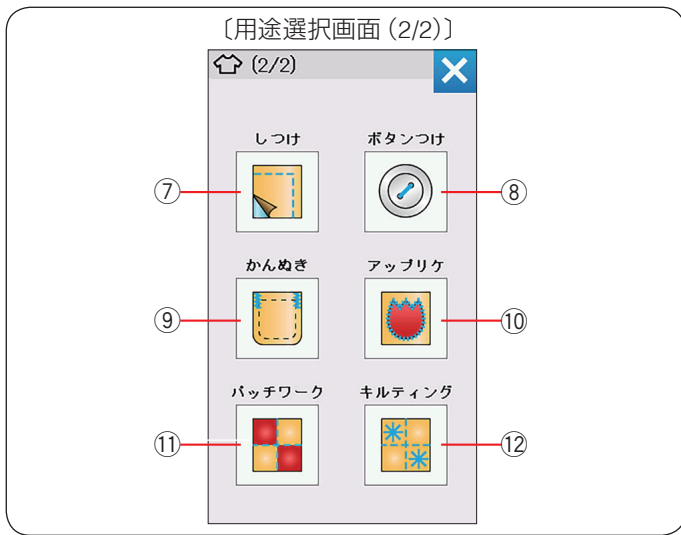 〔用途選択画面 (2/2)〕
(2/2)
しつけ ボタンつけ
⑦ ⑧
かんぬき アップリケ
⑨ ⑩
パッチワーク キルティング
⑪ ⑫